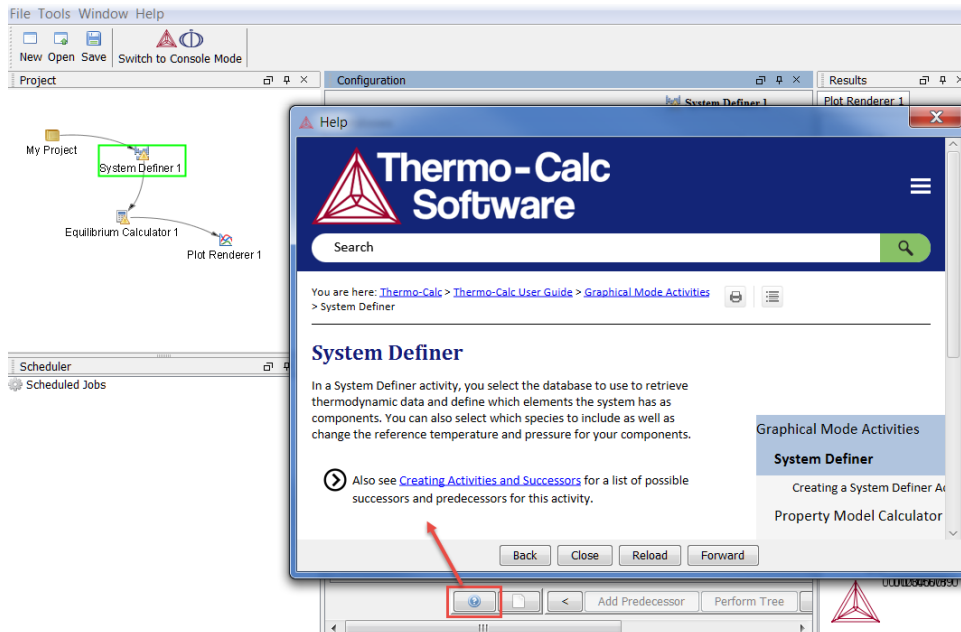 File Tools Window Help
New Open Save Switch to Console Mode
Project
Configuration
Results
System Definer 1
Plot Renderer 1
My Project
System Definer 1
Equilibrium Calculator 1
Plot Renderer 1
Scheduler
Scheduled Jobs
Help
Thermo-Calc
Software
Search
You are here: Thermo-Calc > Thermo-Calc User Guide > Graphical Mode Activities
> System Definer
System Definer
In a System Definer activity, you select the database to use to retrieve
thermodynamic data and define which elements the system has as
components. You can also select which species to include as well as
change the reference temperature and pressure for your components.
Also see Creating Activities and Successors for a list of possible
successors and predecessors for this activity.
Graphical Mode Activities
System Definer
Creating a System Definer
Property Model Calculator
Back Close Reload Forward
< Add Predecessor Perform Tree